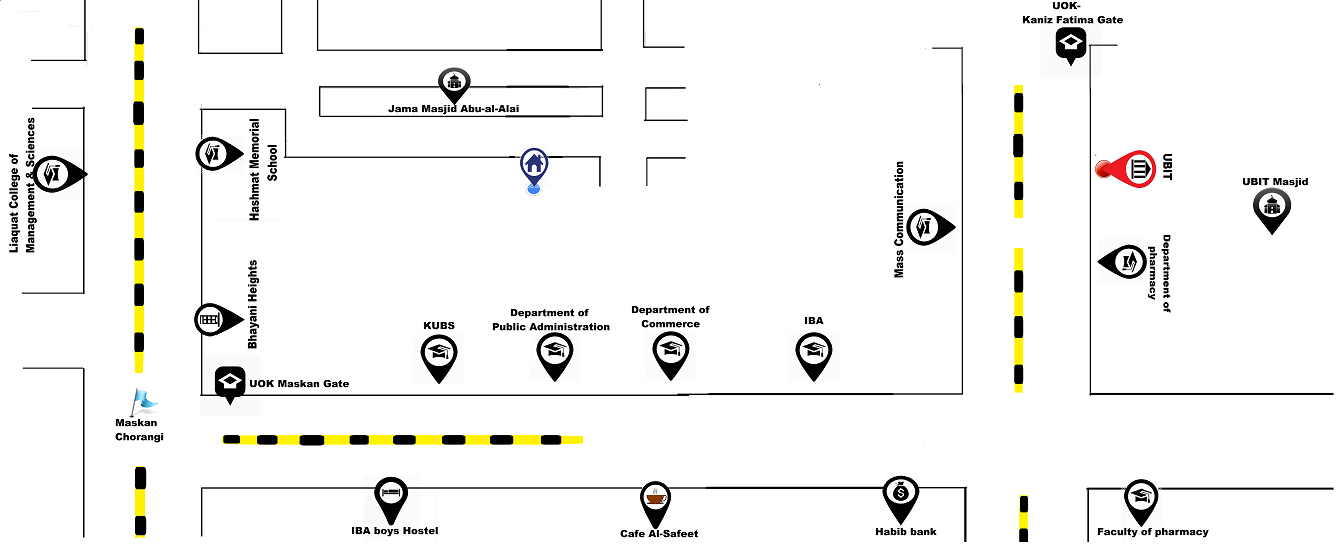 UOK-
Kaniz Fatima Gate
Jama Masjid Abu-al-Alai
Liaquat College of
Management & Sciences
Hashmat Memorial
School
Mass Communication
UBIT
UBIT Masjid
Department of
pharmacy
Bhayani Heights
KUBS
Department of
Public Administration
Department of
Commerce
IBA
UOK Maskan Gate
Maskan
Chorangi
IBA boys Hostel
Cafe Al-Safeet
Habib bank
Faculty of pharmacy